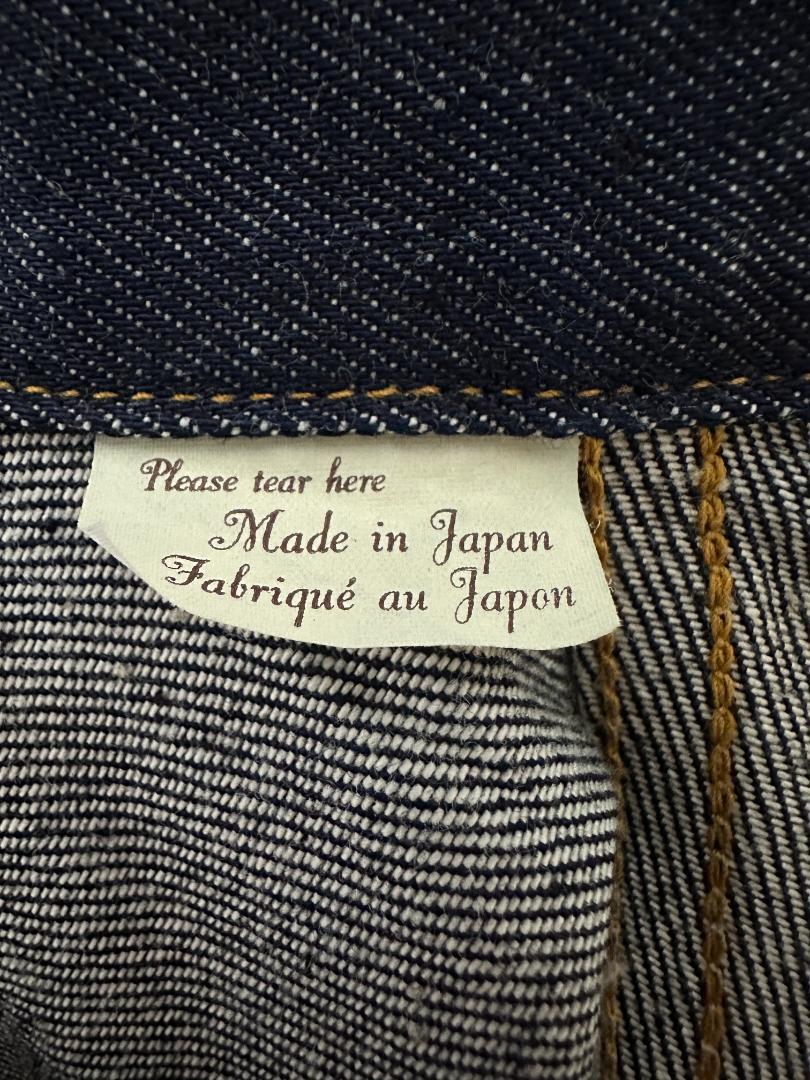 Please tear here
Made in Japan
Fabriqué au Japon